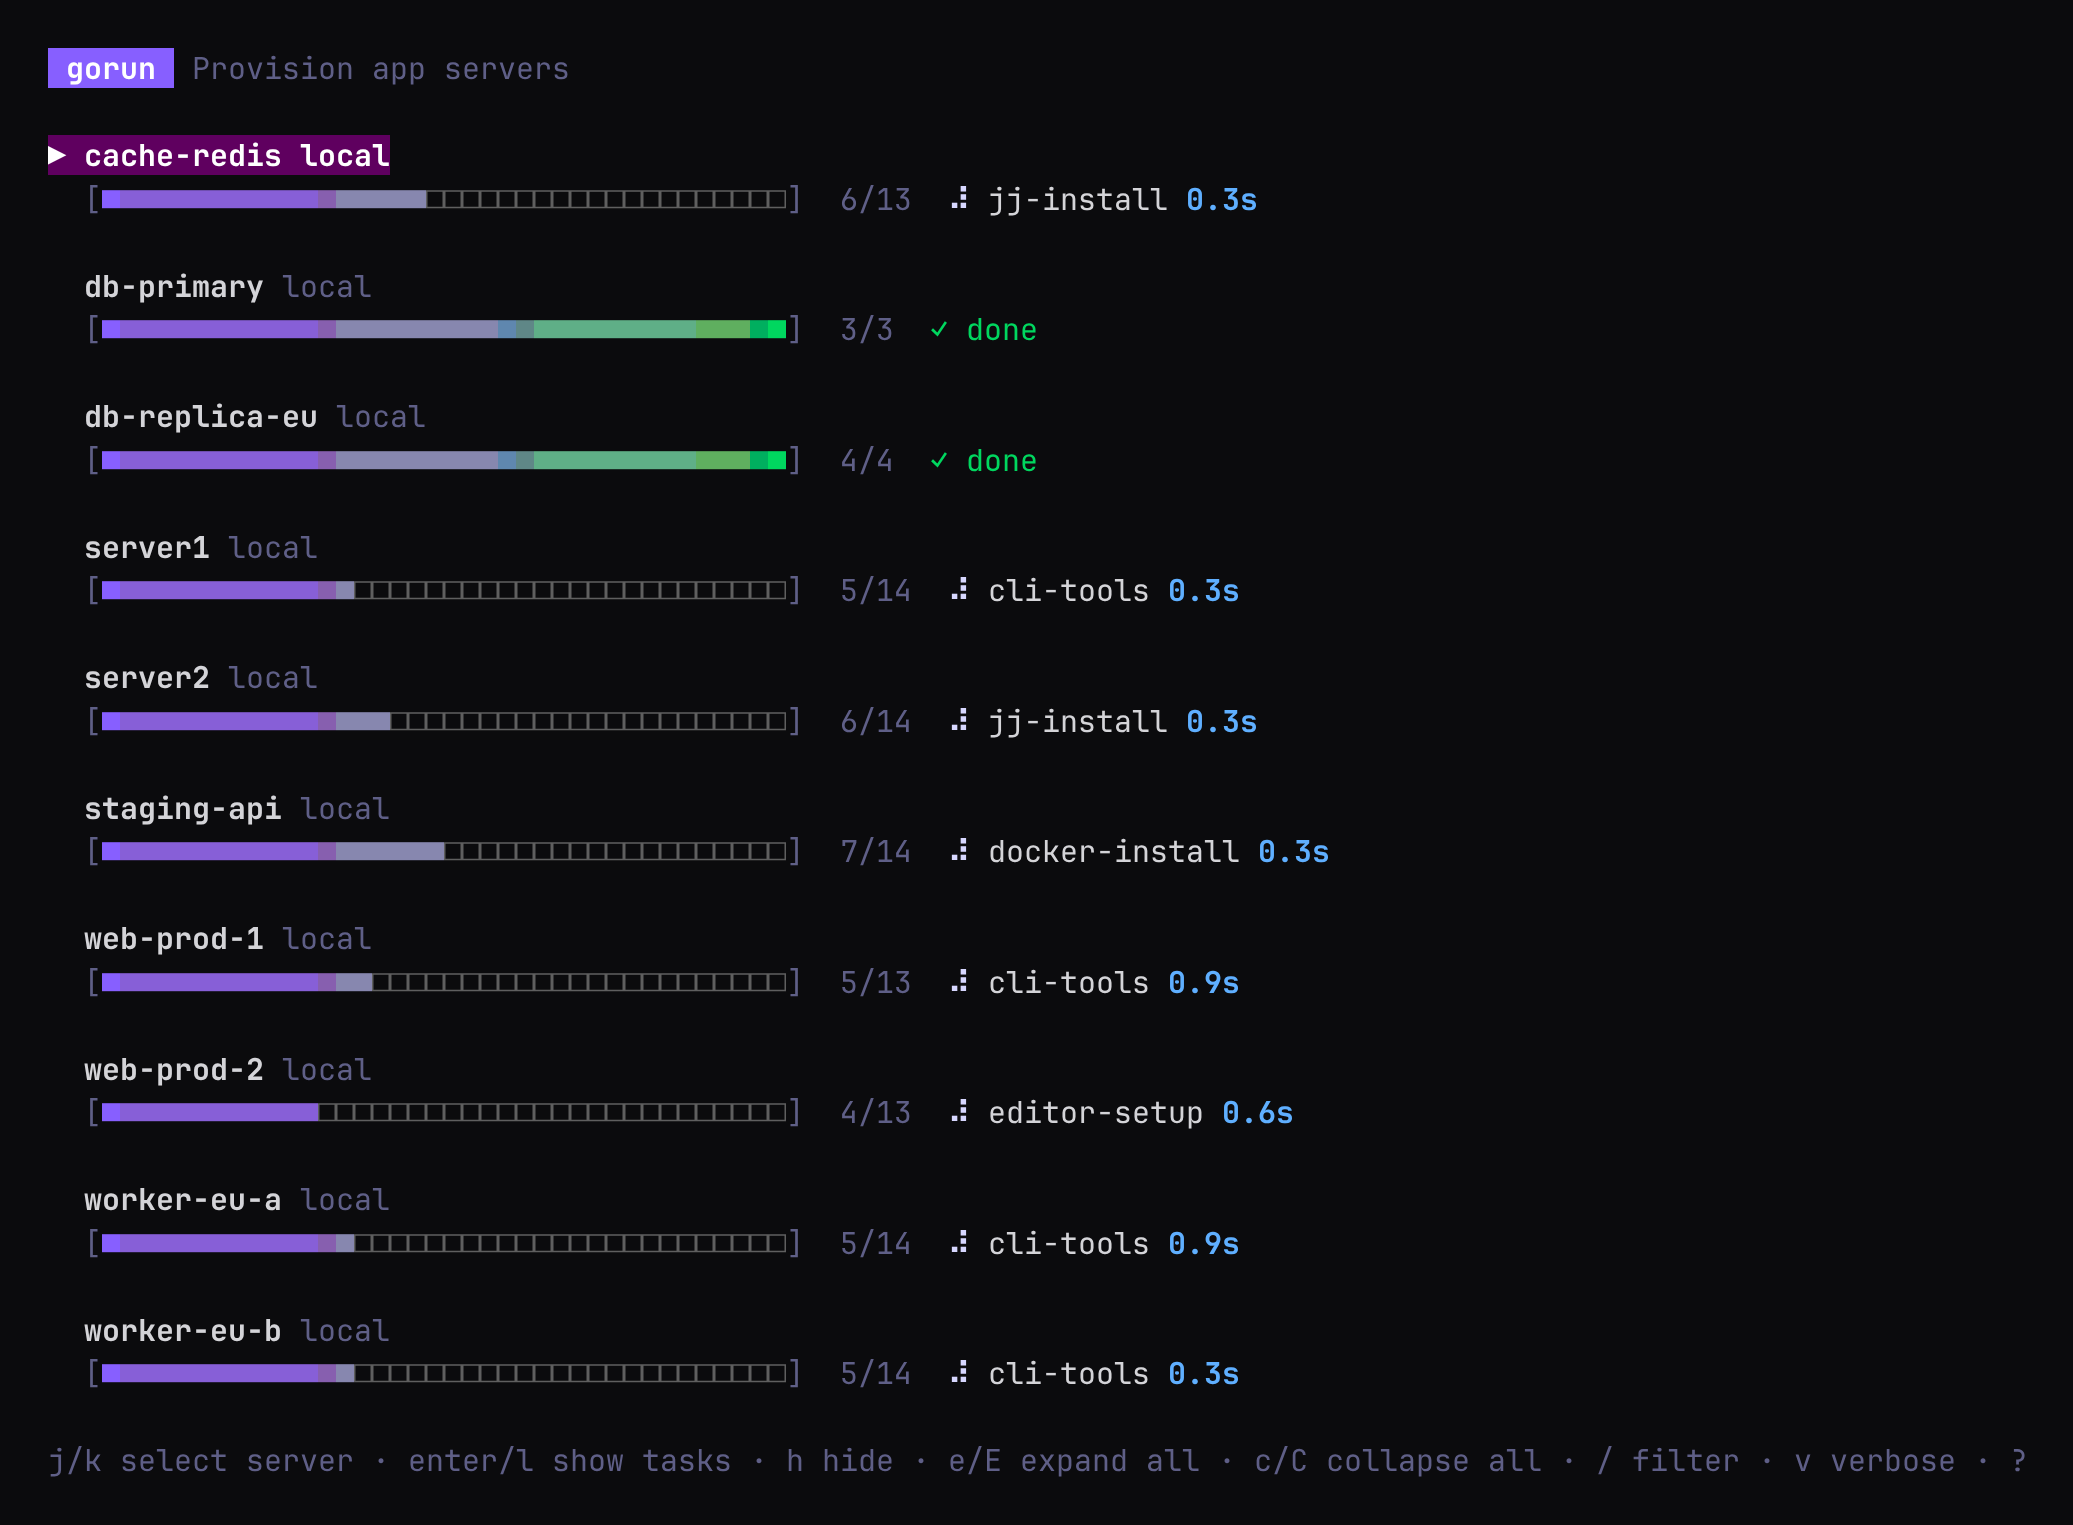 gorun Provision app servers
▶ cache-redis local
[] 6/13 ⣰ jj-install 0.3s
db-primary local
[] 3/3 ✓ done
db-replica-eu local
[] 4/4 ✓ done
server1 local
[] 5/14 ⣰ cli-tools 0.3s
server2 local
[] 6/14 ⣰ jj-install 0.3s
staging-api local
[] 7/14 ⣰ docker-install 0.3s
web-prod-1 local
[] 5/13 ⣰ cli-tools 0.9s
web-prod-2 local
[] 4/13 ⣰ editor-setup 0.6s
worker-eu-a local
[] 5/14 ⣰ cli-tools 0.9s
worker-eu-b local
[] 5/14 ⣰ cli-tools 0.3s
j/k select server · enter/l show tasks · h hide · e/E expand all · c/C collapse all · / filter · v verbose · ?